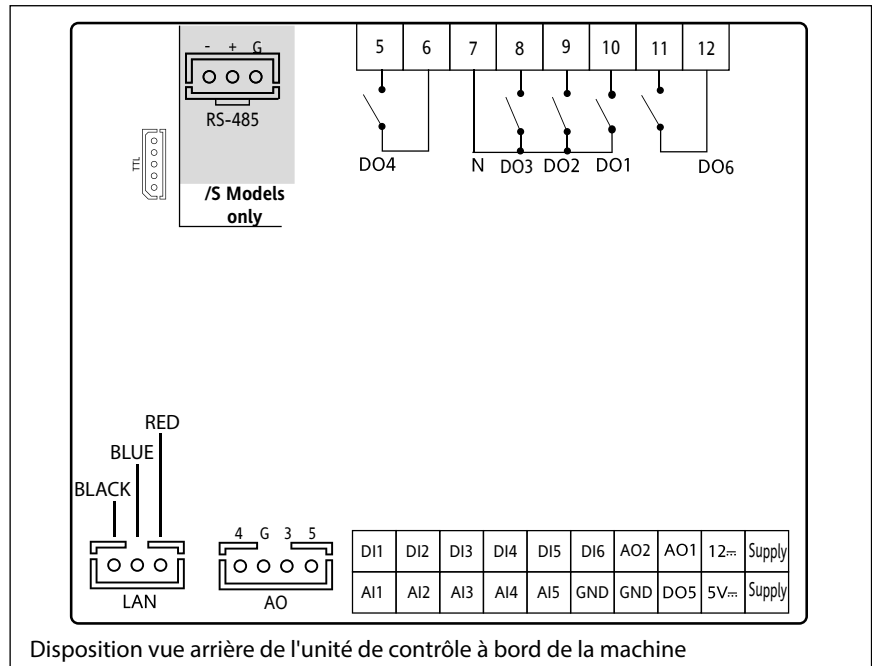 - + G
RS-485
TTL
/S Models
only
5 6 7 8 9 10 11 12
DO4 N DO3 DO2 DO1 DO6
RED
BLUE
BLACK
LAN
4 G 3 5
AO
DI1 DI2 DI3 DI4 DI5 DI6 AO2 AO1 12⎓ Supply
AI1 AI2 AI3 AI4 AI5 GND GND DO5 5V⎓ Supply
Disposition vue arrière de l'unité de contrôle à bord de la machine